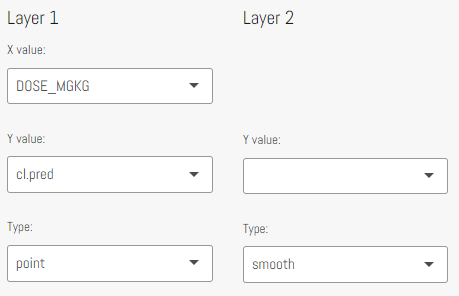 Layer 1
Layer 2
X value:
DOSE_MGKG
Y value:
Y value:
cl.pred
Type:
Type:
point
smooth